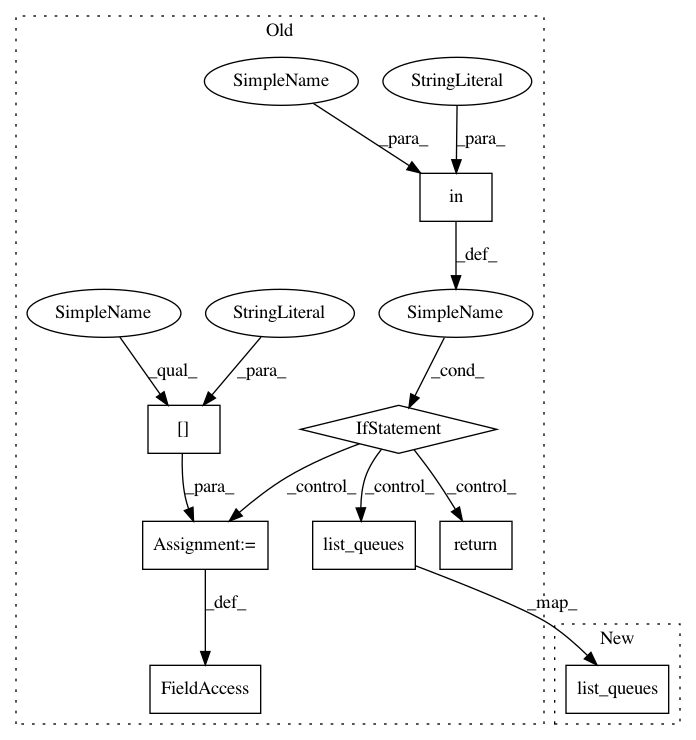 Old
SimpleName
StringLiteral
_para_
_para_
in
_def_
SimpleName
StringLiteral
SimpleName
_qual_
_para_
_cond_
[]
IfStatement
_para_
_control_
_control_
_control_
Assignment:=
list_queues
return
_def_
_map_
New
FieldAccess
list_queues